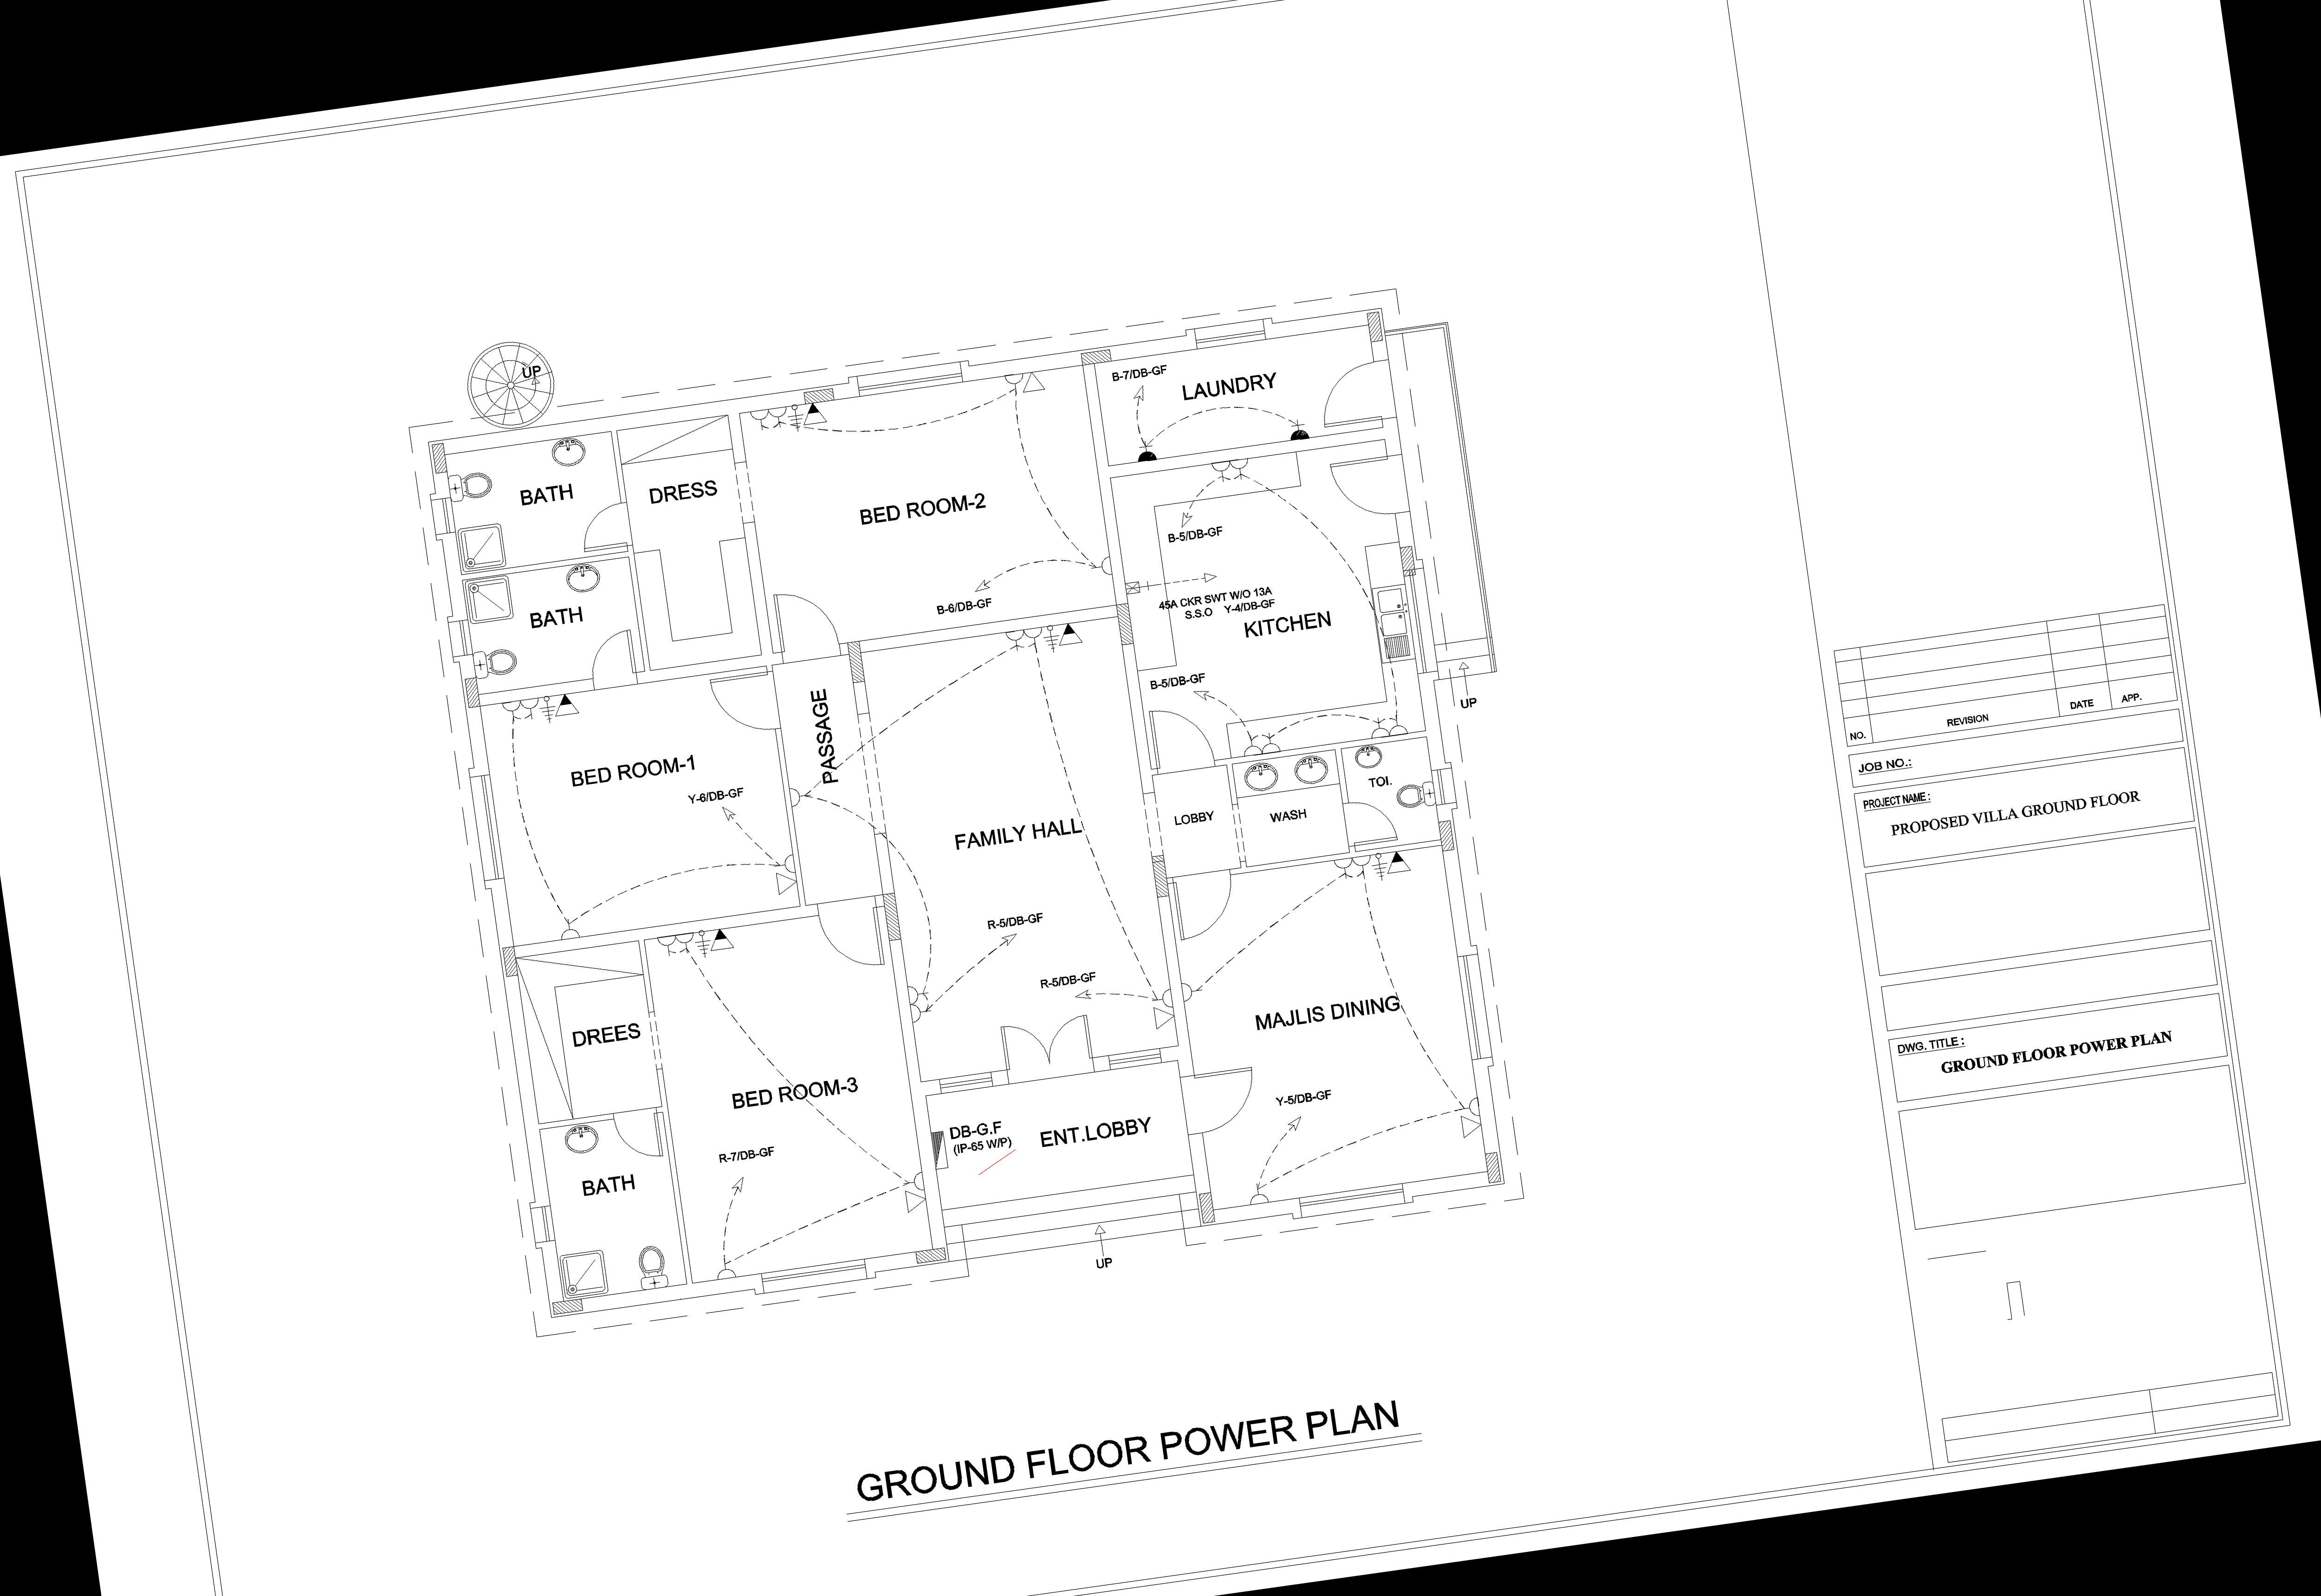 UP
B-7/DB-GF
LAUNDRY
BATH
DRESS
BED ROOM-2
B-5/DB-GF
BATH
B-6/DB-GF
45A CKR SWT W/O 13A
S.S.O Y-4/DB-GF
KITCHEN
B-5/DB-GF
UP
PASSAGE
BED ROOM-1
Y-6/DB-GF
TOI.
LOBBY
WASH
FAMILY HALL
R-5/DB-GF
R-5/DB-GF
DREES
MAJLIS DINING
BED ROOM-3
Y-5/DB-GF
DB-G.F
(IP-65 W/P)
ENT.LOBBY
R-7/DB-GF
BATH
UP
GROUND FLOOR POWER PLAN
NO.
REVISION
DATE
APP.
JOB NO.:
PROJECT NAME :
PROPOSED VILLA GROUND FLOOR
DWG. TITLE :
GROUND FLOOR POWER PLAN